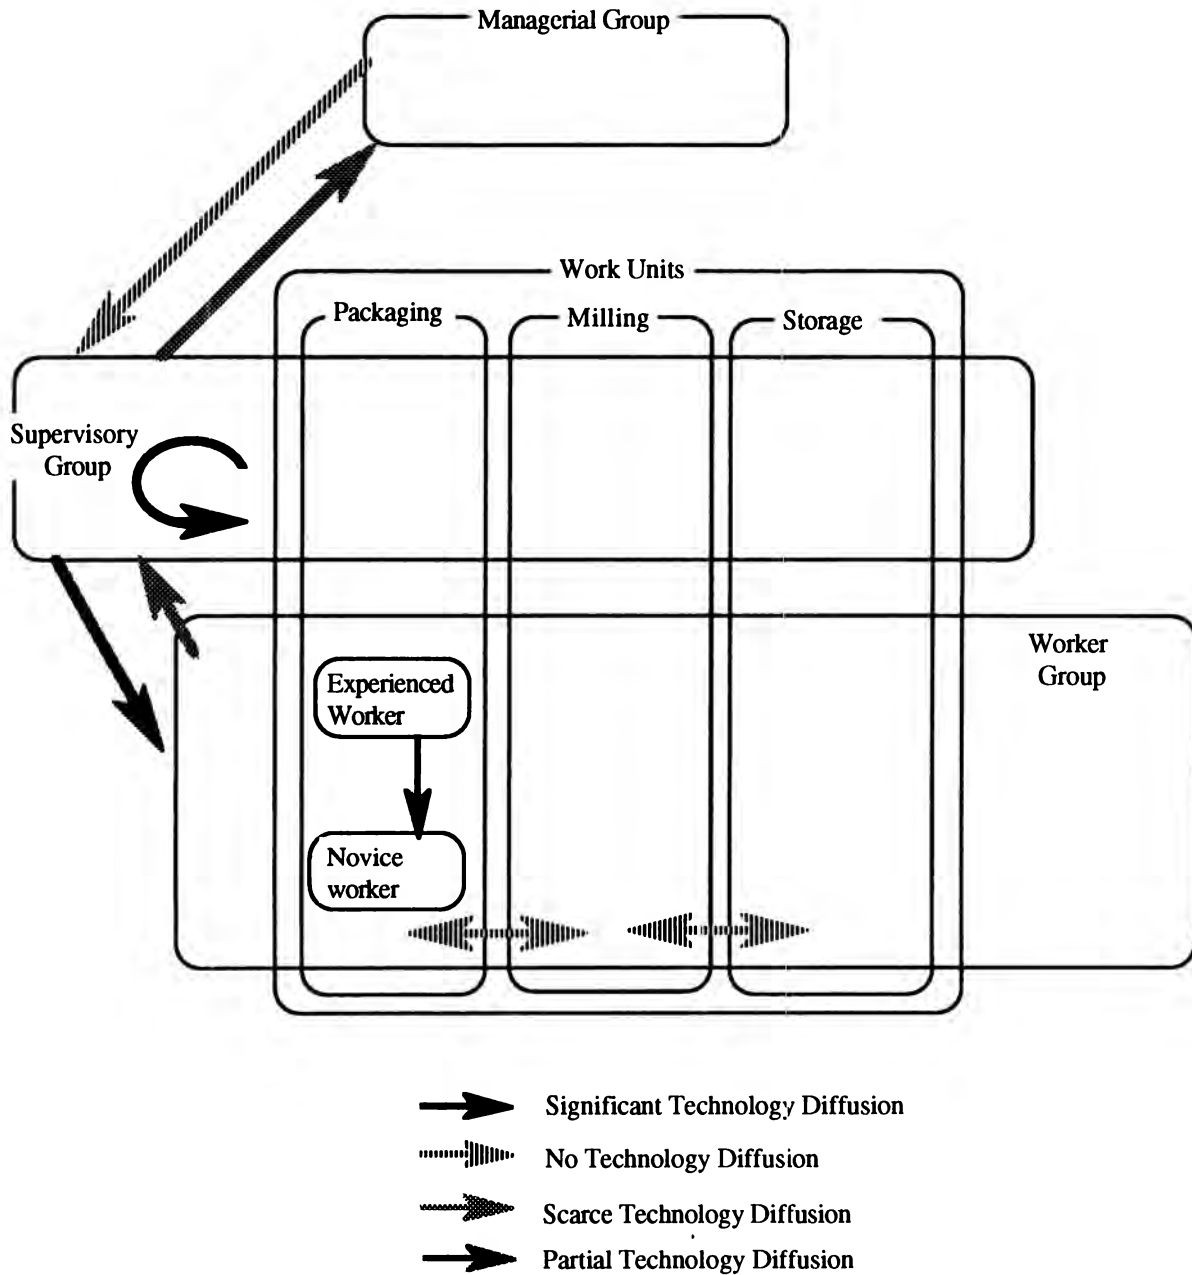 Managerial Group
Work Units
Packaging
Milling
Storage
Supervisory
Group
Worker
Group
Experienced
Worker
Novice
worker
Significant Technology Diffusion
No Technology Diffusion
Scarce Technology Diffusion
Partial Technology Diffusion